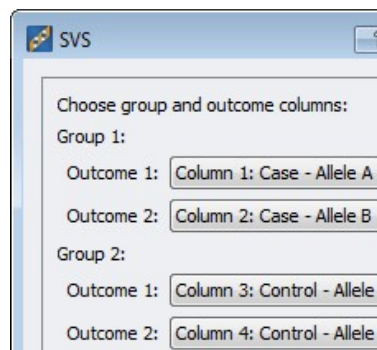 SVS
Choose group and outcome columns:
Group 1:
Outcome 1: Column 1: Case - Allele A
Outcome 2: Column 2: Case - Allele B
Group 2:
Outcome 1: Column 3: Control - Allele
Outcome 2: Column 4: Control - Allele